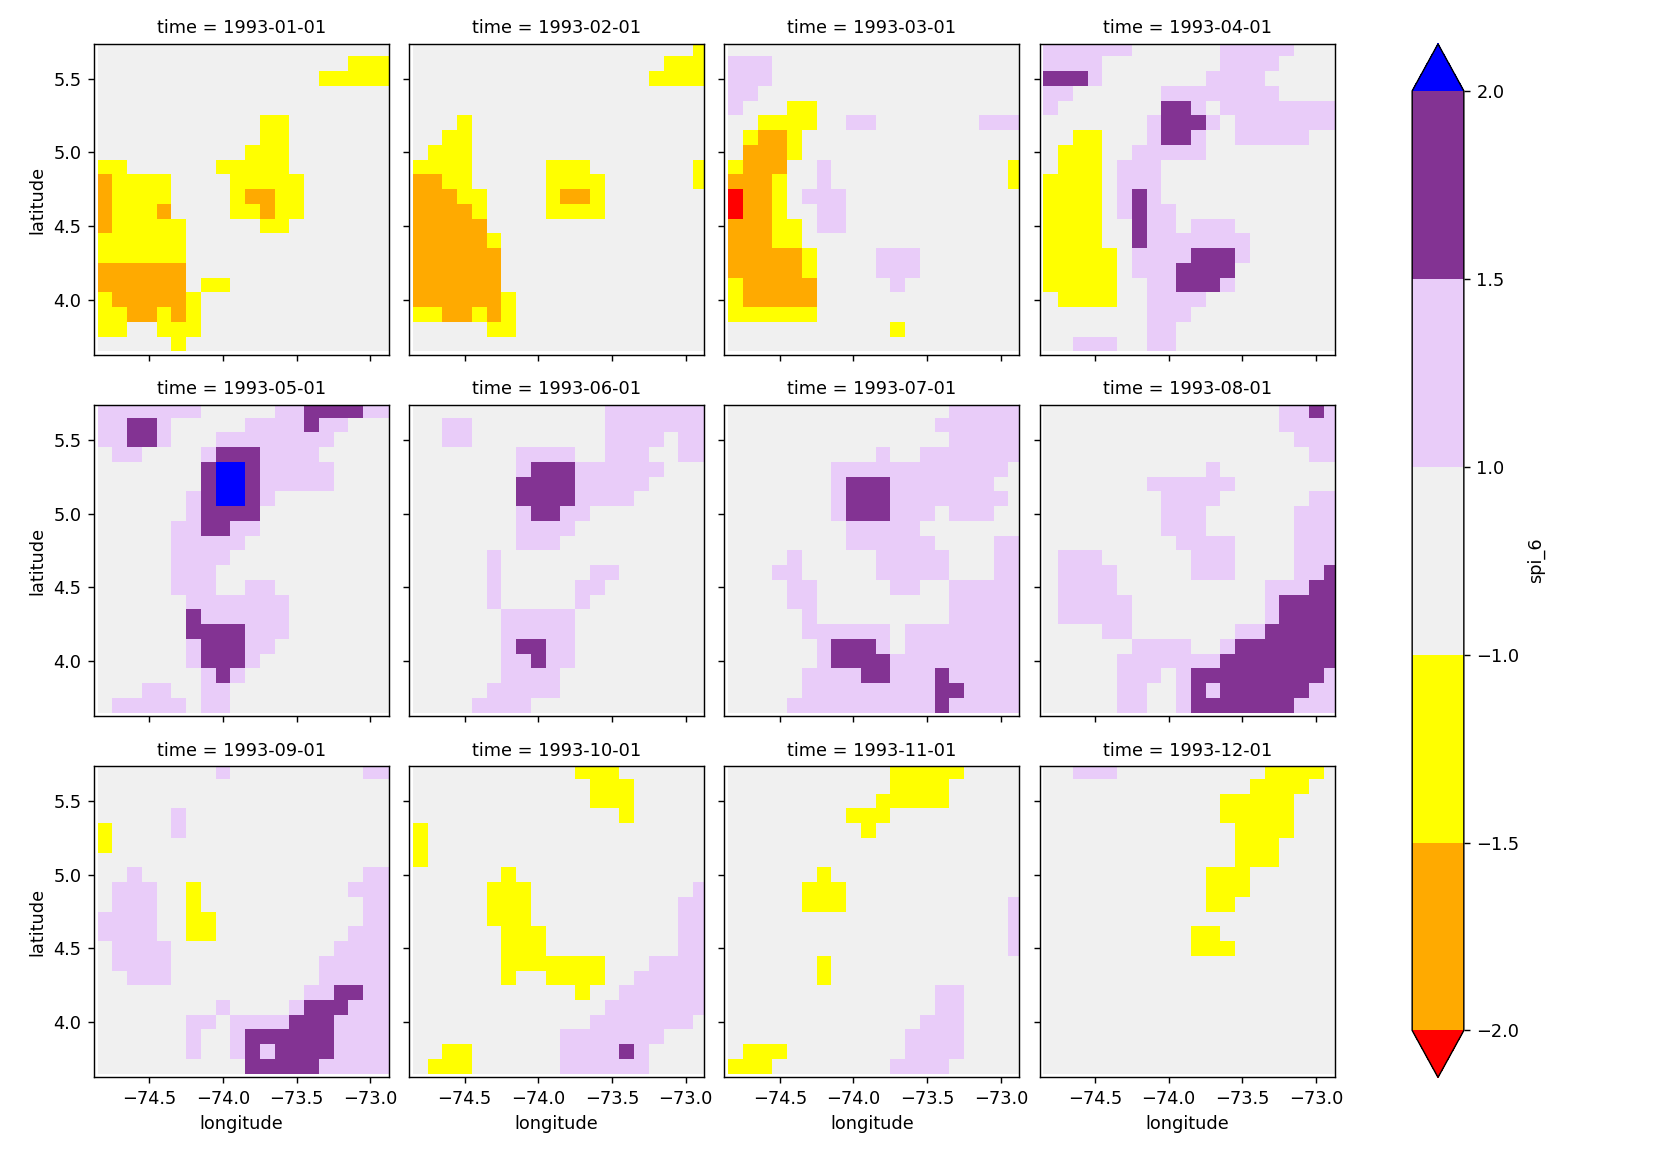 time = 1993-01-01 time = 1993-02-01 time = 1993-03-01 time = 1993-04-01
latitude 5.5 5.0 4.5 4.0
time = 1993-05-01 time = 1993-06-01 time = 1993-07-01 time = 1993-08-01
latitude 5.5 5.0 4.5 4.0
time = 1993-09-01 time = 1993-10-01 time = 1993-11-01 time = 1993-12-01
latitude 5.5 5.0 4.5 4.0
−74.5 −74.0 −73.5 −73.0 −74.5 −74.0 −73.5 −73.0 −74.5 −74.0 −73.5 −73.0 −74.5 −74.0 −73.5 −73.0
longitude longitude longitude longitude
2.0
1.5
1.0
−1.0
−1.5
−2.0
spi_6